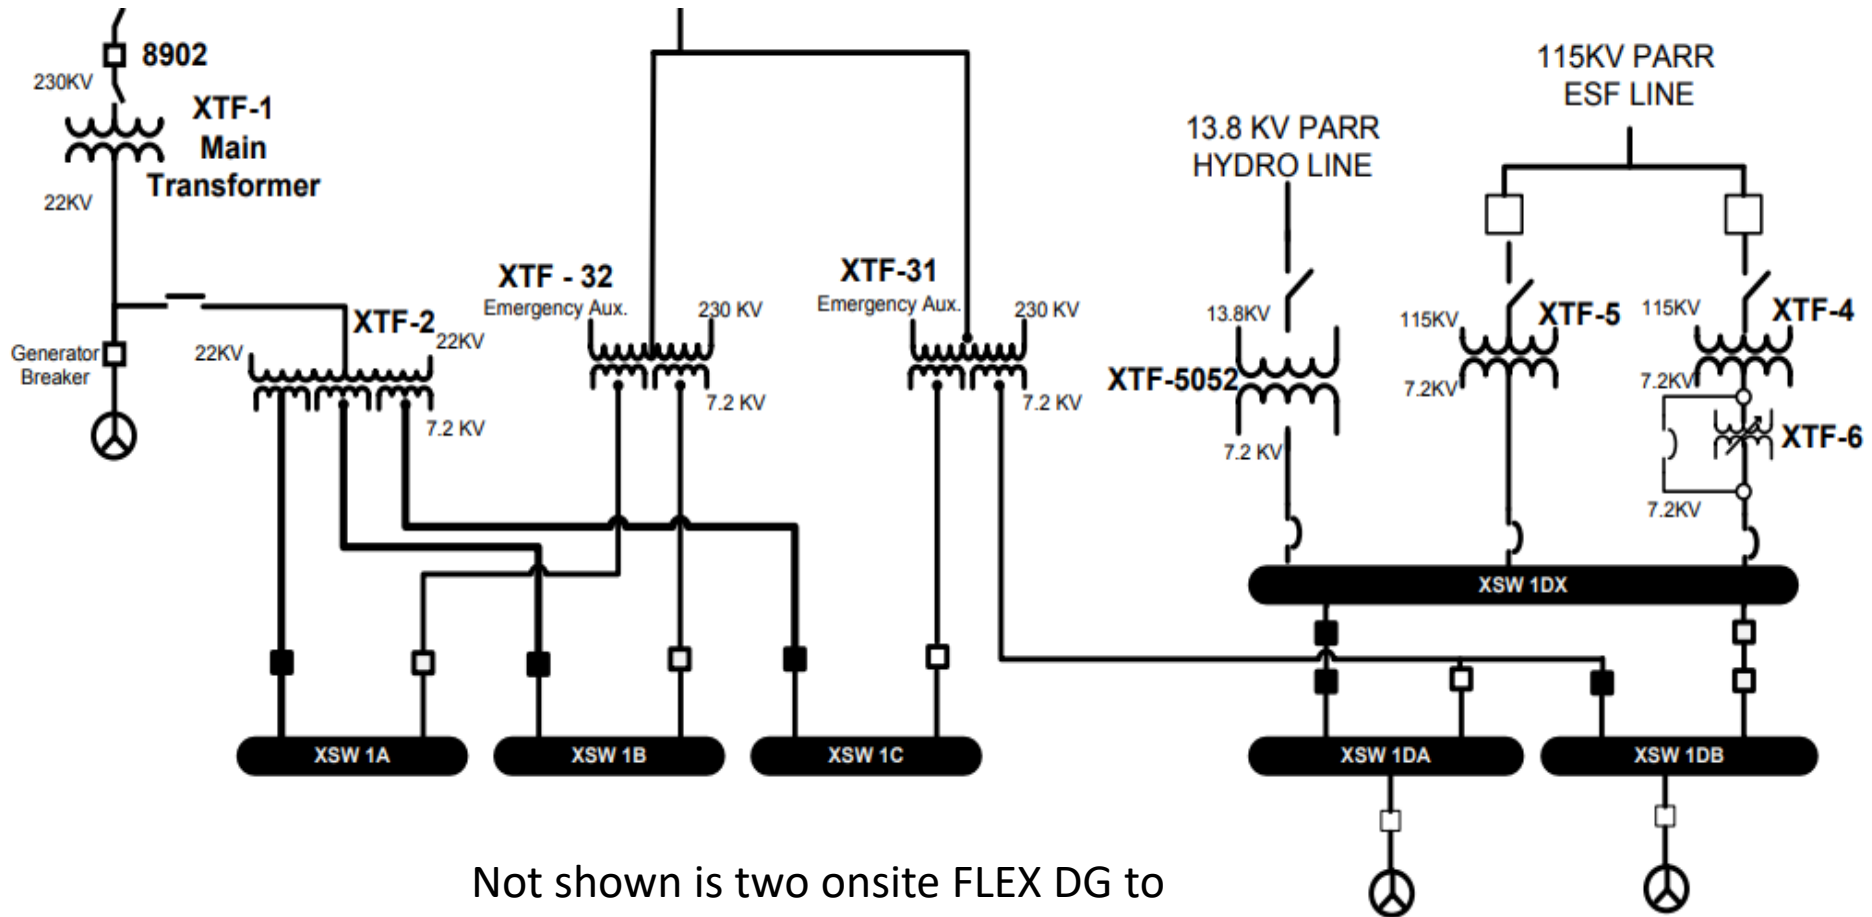 8902
230KV
XTF-1
Main
Transformer
22KV
115KV PARR
ESF LINE
13.8 KV PARR
HYDRO LINE
XTF - 32
Emergency Aux.
230 KV
XTF-31
Emergency Aux.
230 KV
13.8KV
115KV
XTF-5
115KV
XTF-4
XTF-2
22KV
22KV
Generator
Breaker
XTF-5052
7.2KV
7.2KV
7.2 KV
7.2 KV
7.2 KV
7.2 KV
XTF-6
7.2KV
XSW 1DX
XSW 1A
XSW 1B
XSW 1C
XSW 1DA
XSW 1DB
Not shown is two onsite FLEX DG to